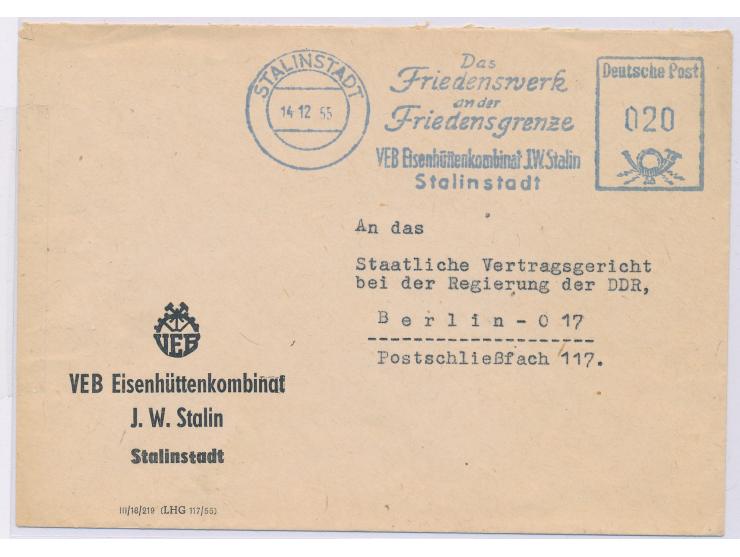 STALINSTADT
14 12 55
Das
Friedenswerk
an der
Friedensgrenze
VEB Eisenhüttenkombinat J.W. Stalin
Stalinstadt
Deutsche Post
020
An das
Staatliche Vertragsgericht
bei der Regierung der DDR,
Berlin-O 17
Postschließfach 117.
VEB
VEB Eisenhüttenkombinat
J. W. Stalin
Stalinstadt
III/18/219 (LHG 117/55)